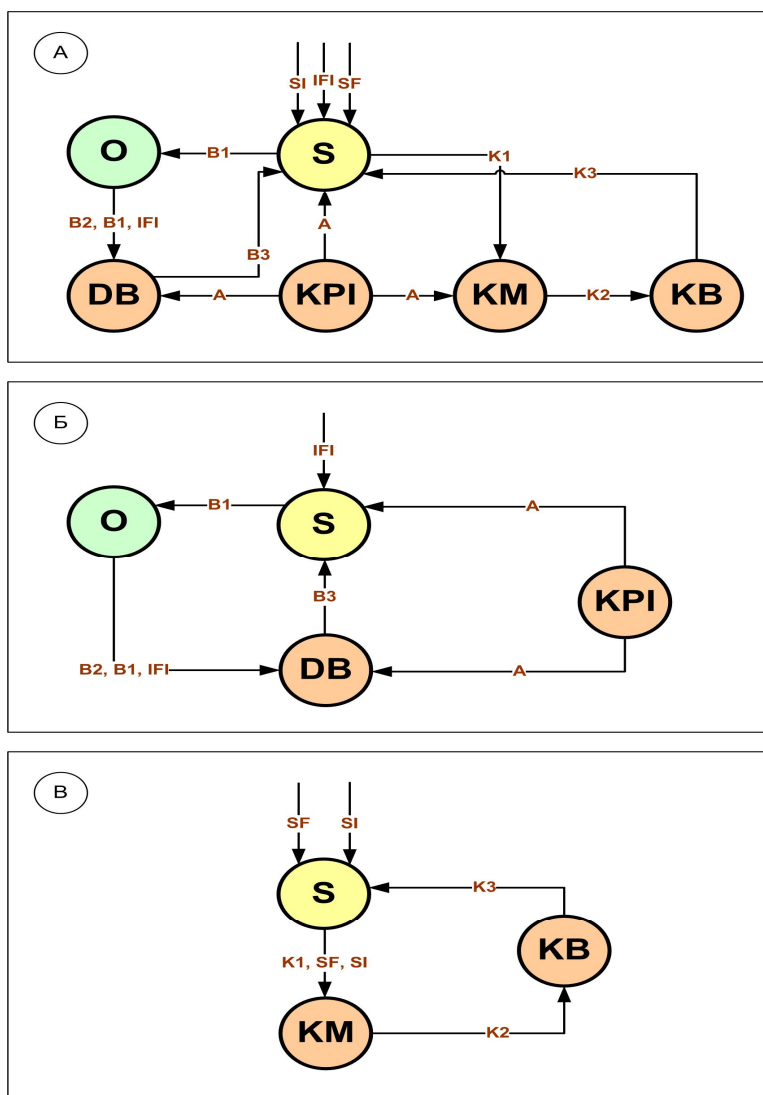 А
SI IFI SF
O B1 S K1
K3
B2, B1, IFI
A
B3
DB A KPI A KM K2 KB
Б
IFI
O B1 S A
B3
KPI
B2, B1, IFI DB A
В
SF SI
S K3
KB
K1, SF, SI
KM K2